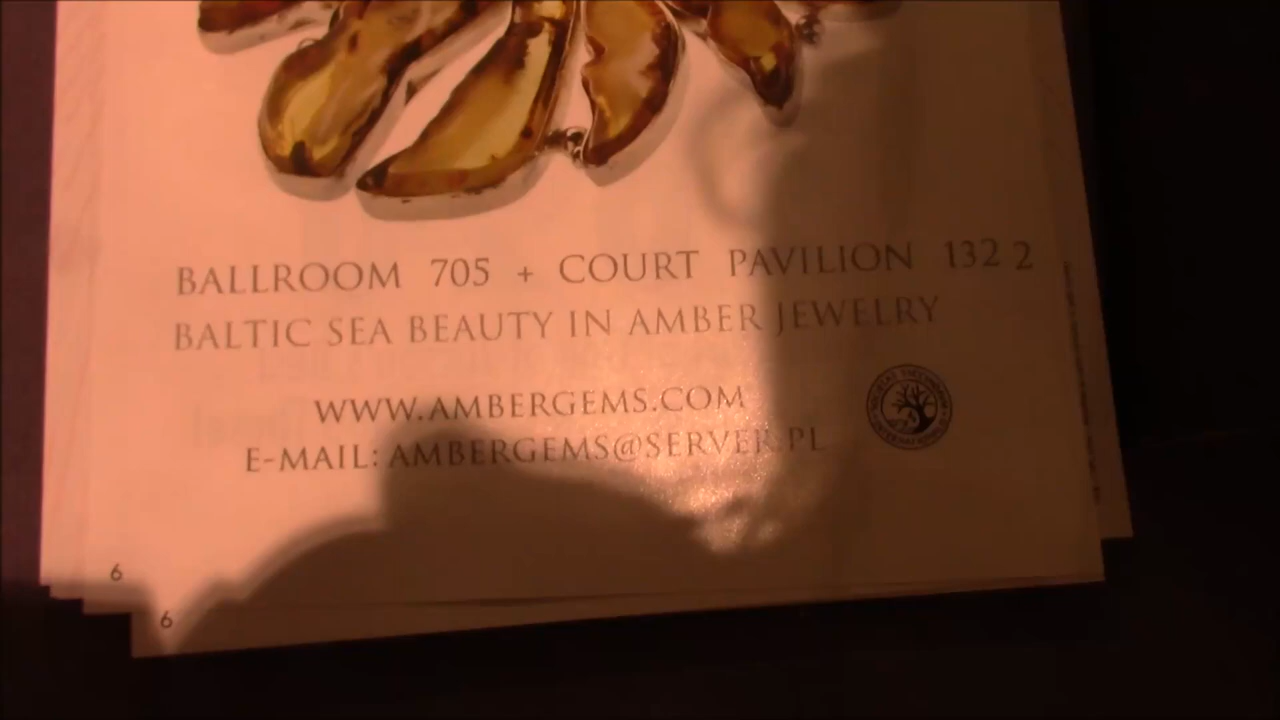 BALLROOM 705 + COURT PAVILION 132 2
BALTIC SEA BEAUTY IN AMBER JEWELRY
WWW.AMBERGEMS.COM
E-MAIL: AMBERGEMS@SERVER.PL
6
6